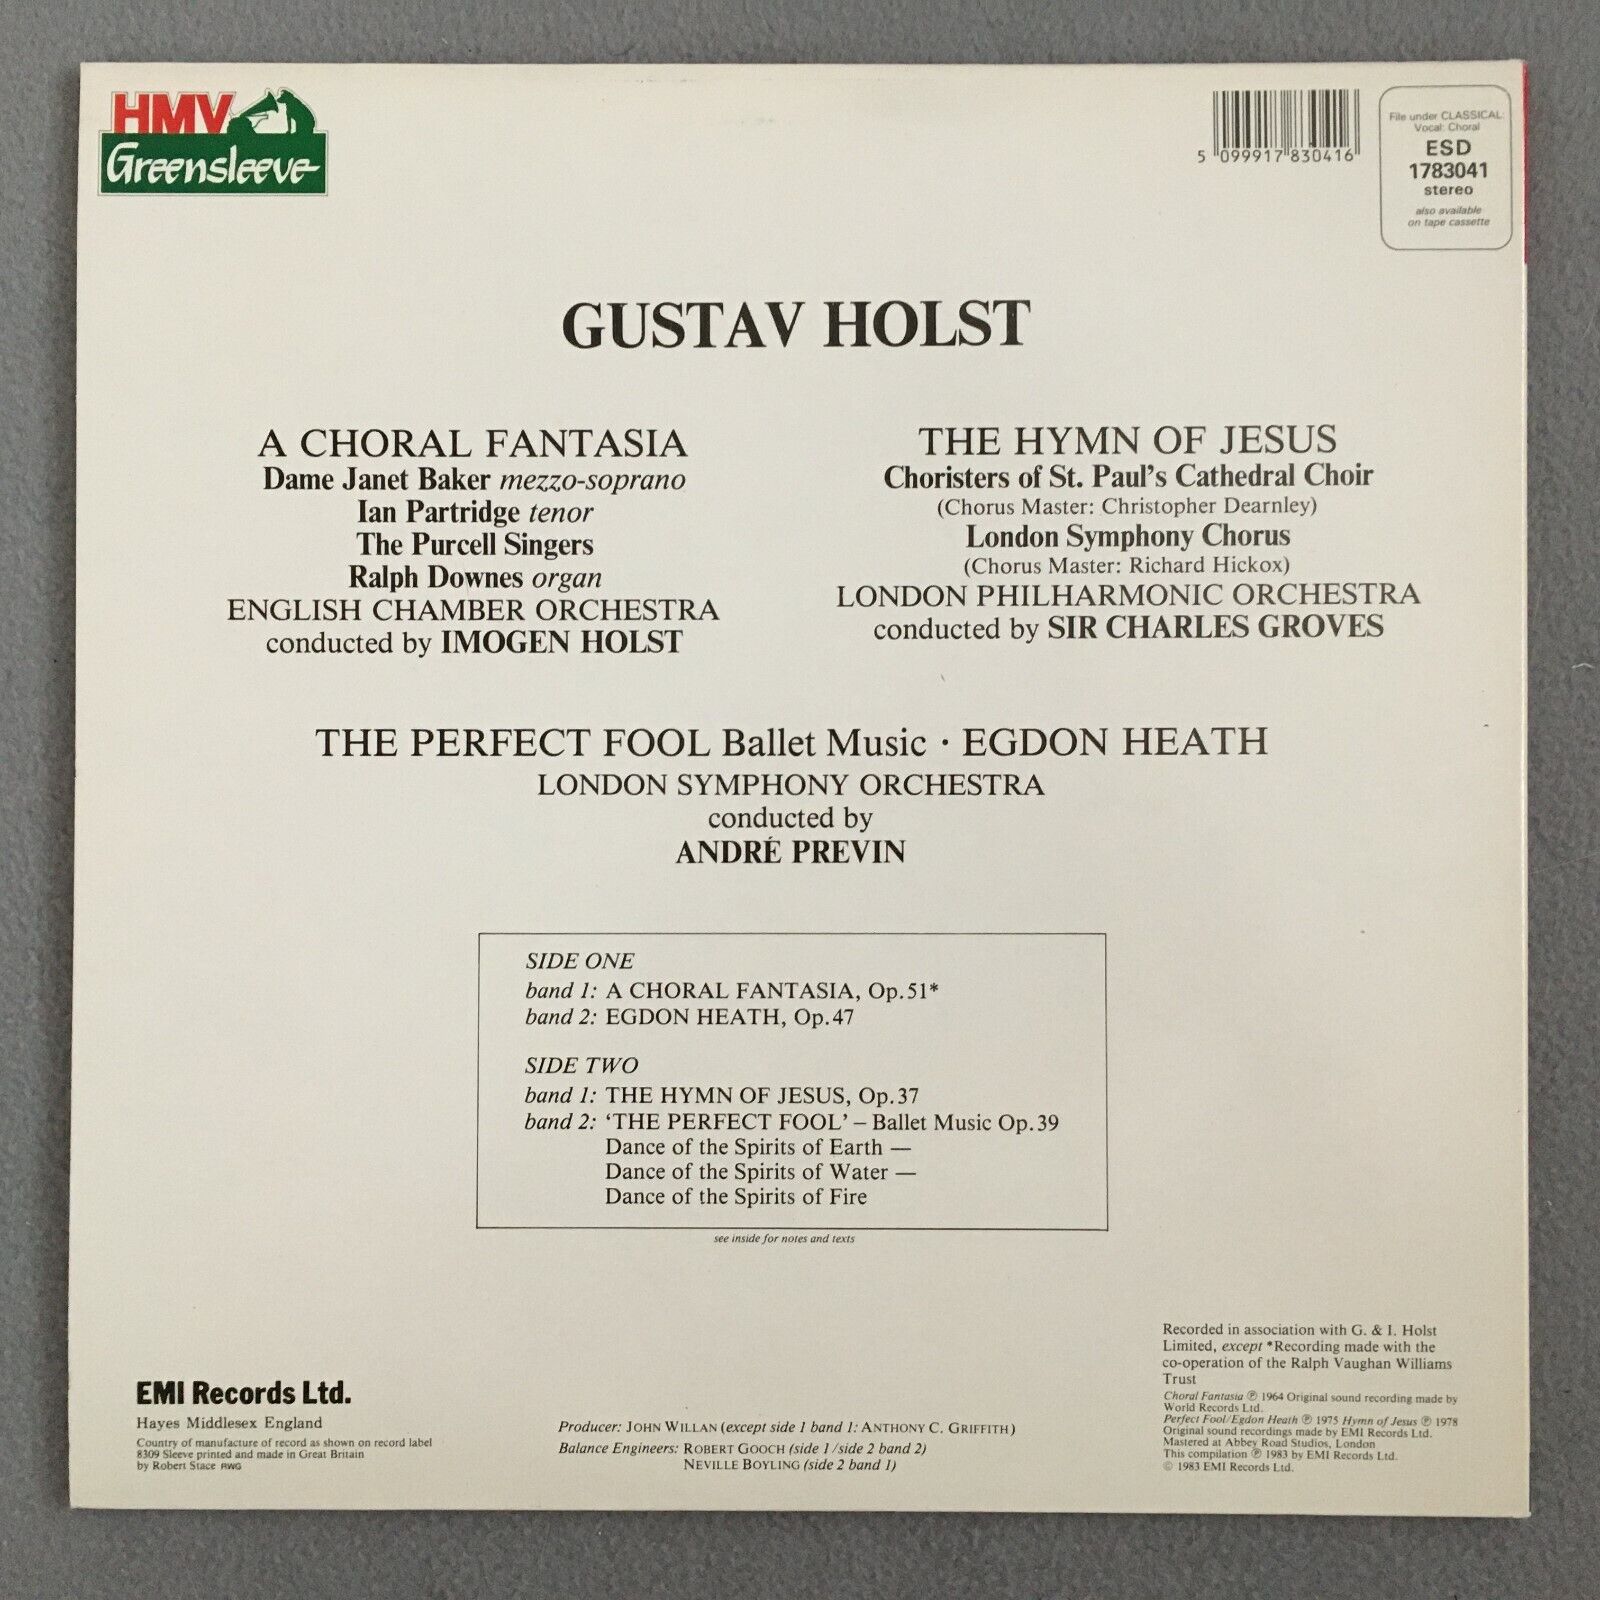 HMV
Greensleeve
5 099917 830416
File under CLASSICAL:
Vocal: Choral
ESD
1783041
stereo
also available
on tape cassette
GUSTAV HOLST
A CHORAL FANTASIA
Dame Janet Baker mezzo-soprano
Ian Partridge tenor
The Purcell Singers
Ralph Downes organ
ENGLISH CHAMBER ORCHESTRA
conducted by IMOGEN HOLST
THE HYMN OF JESUS
Choristers of St. Paul's Cathedral Choir
(Chorus Master: Christopher Dearnley)
London Symphony Chorus
(Chorus Master: Richard Hickox)
LONDON PHILHARMONIC ORCHESTRA
conducted by SIR CHARLES GROVES
THE PERFECT FOOL Ballet Music · EGDON HEATH
LONDON SYMPHONY ORCHESTRA
conducted by
ANDRÉ PREVIN
SIDE ONE
band 1: A CHORAL FANTASIA, Op.51*
band 2: EGDON HEATH, Op.47
SIDE TWO
band 1: THE HYMN OF JESUS, Op.37
band 2: ‘THE PERFECT FOOL’ – Ballet Music Op.39
Dance of the Spirits of Earth —
Dance of the Spirits of Water —
Dance of the Spirits of Fire
see inside for notes and texts
EMI Records Ltd.
Hayes Middlesex England
Country of manufacture of record as shown on record label
8309 Sleeve printed and made in Great Britain
by Robert Stace RWG
Producer: JOHN WILLAN (except side 1 band 1: ANTHONY C. GRIFFITH)
Balance Engineers: ROBERT GOOCH (side 1/side 2 band 2)
NEVILLE BOYLING (side 2 band 1)
Recorded in association with G. & I. Holst
Limited, except *Recording made with the
co-operation of the Ralph Vaughan Williams
Trust
Choral Fantasia ℗ 1964 Original sound recording made by
World Records Ltd.
Perfect Fool/Egdon Heath ℗ 1975 Hymn of Jesus ℗ 1978
Original sound recordings made by EMI Records Ltd.
Mastered at Abbey Road Studios, London
This compilation ℗ 1983 by EMI Records Ltd.
© 1983 EMI Records Ltd.